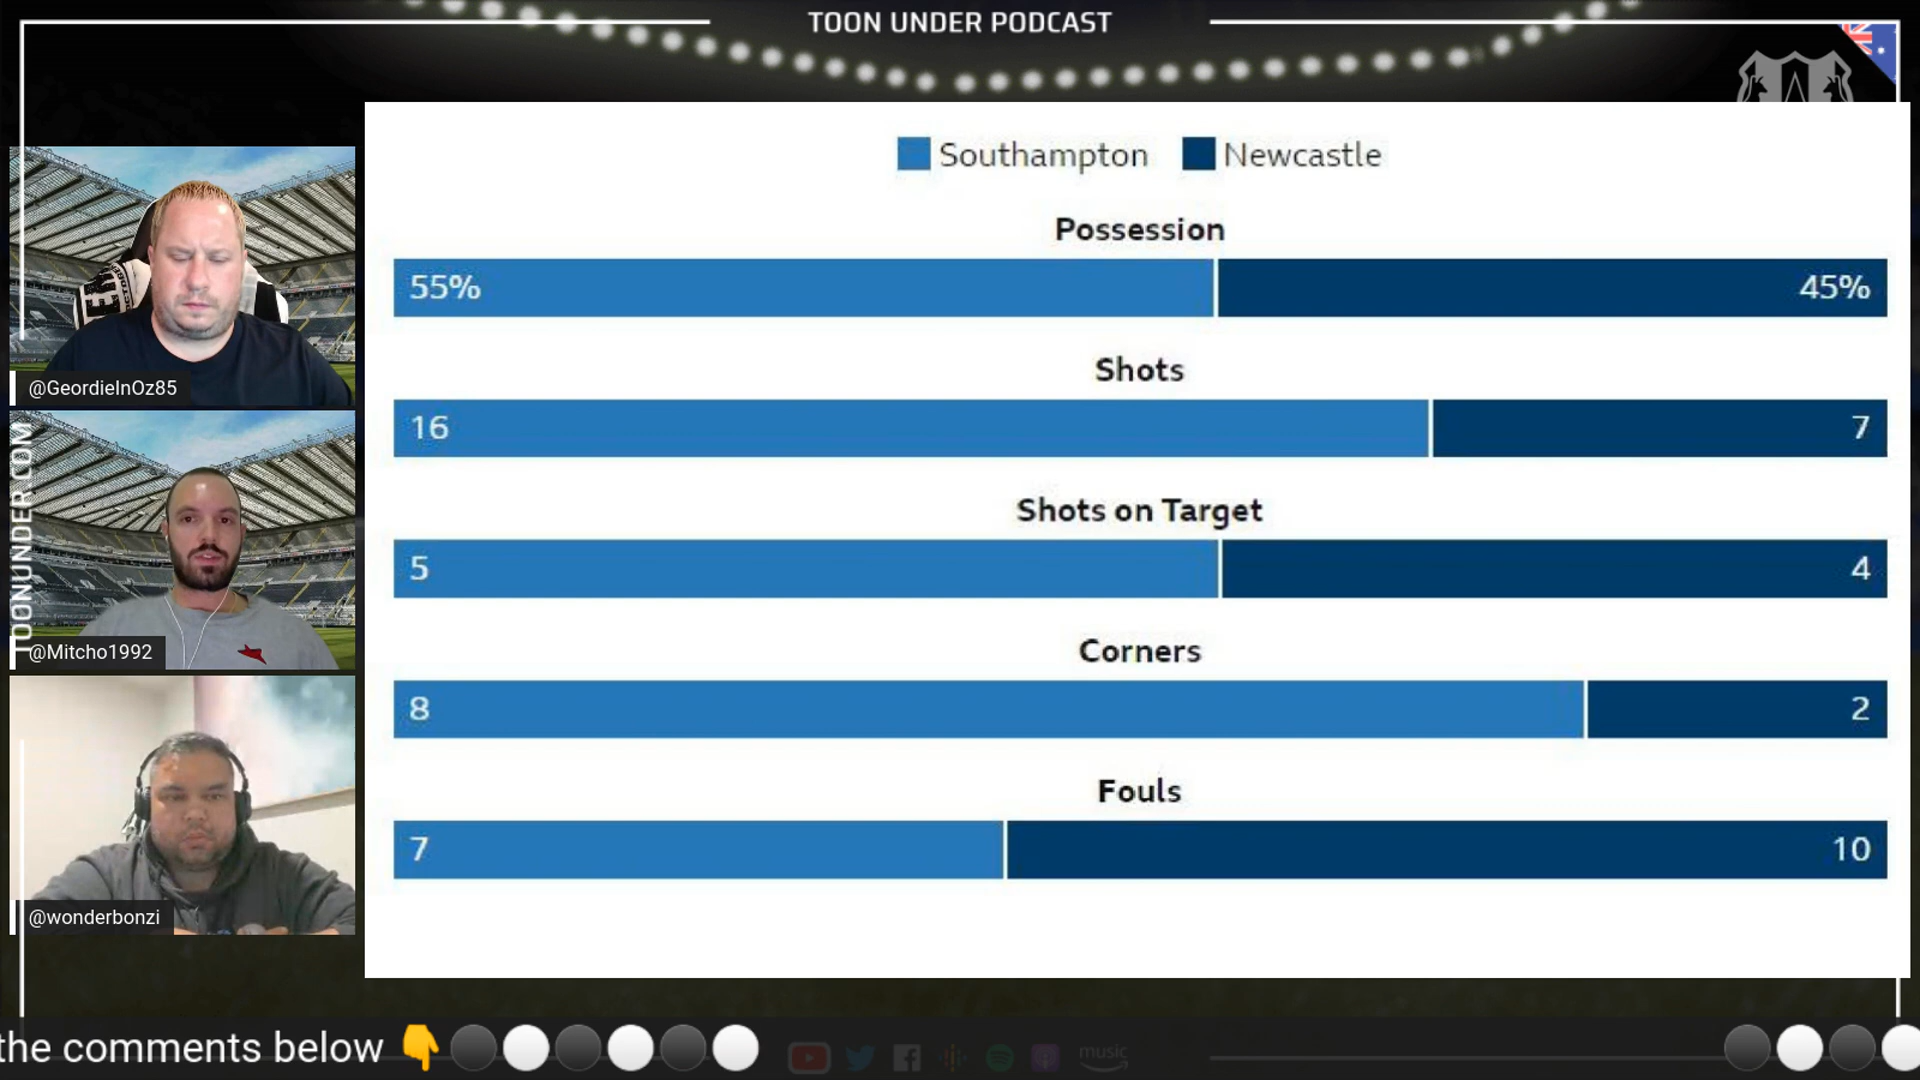 TOON UNDER PODCAST
Southampton Newcastle
Possession
55% 45%
Shots
16 7
Shots on Target
5 4
Corners
8 2
Fouls
7 10
@GeordieInOz85
TOONUNDER.COM
@Mitcho1992
@wonderbonzi
the comments below 👇
music